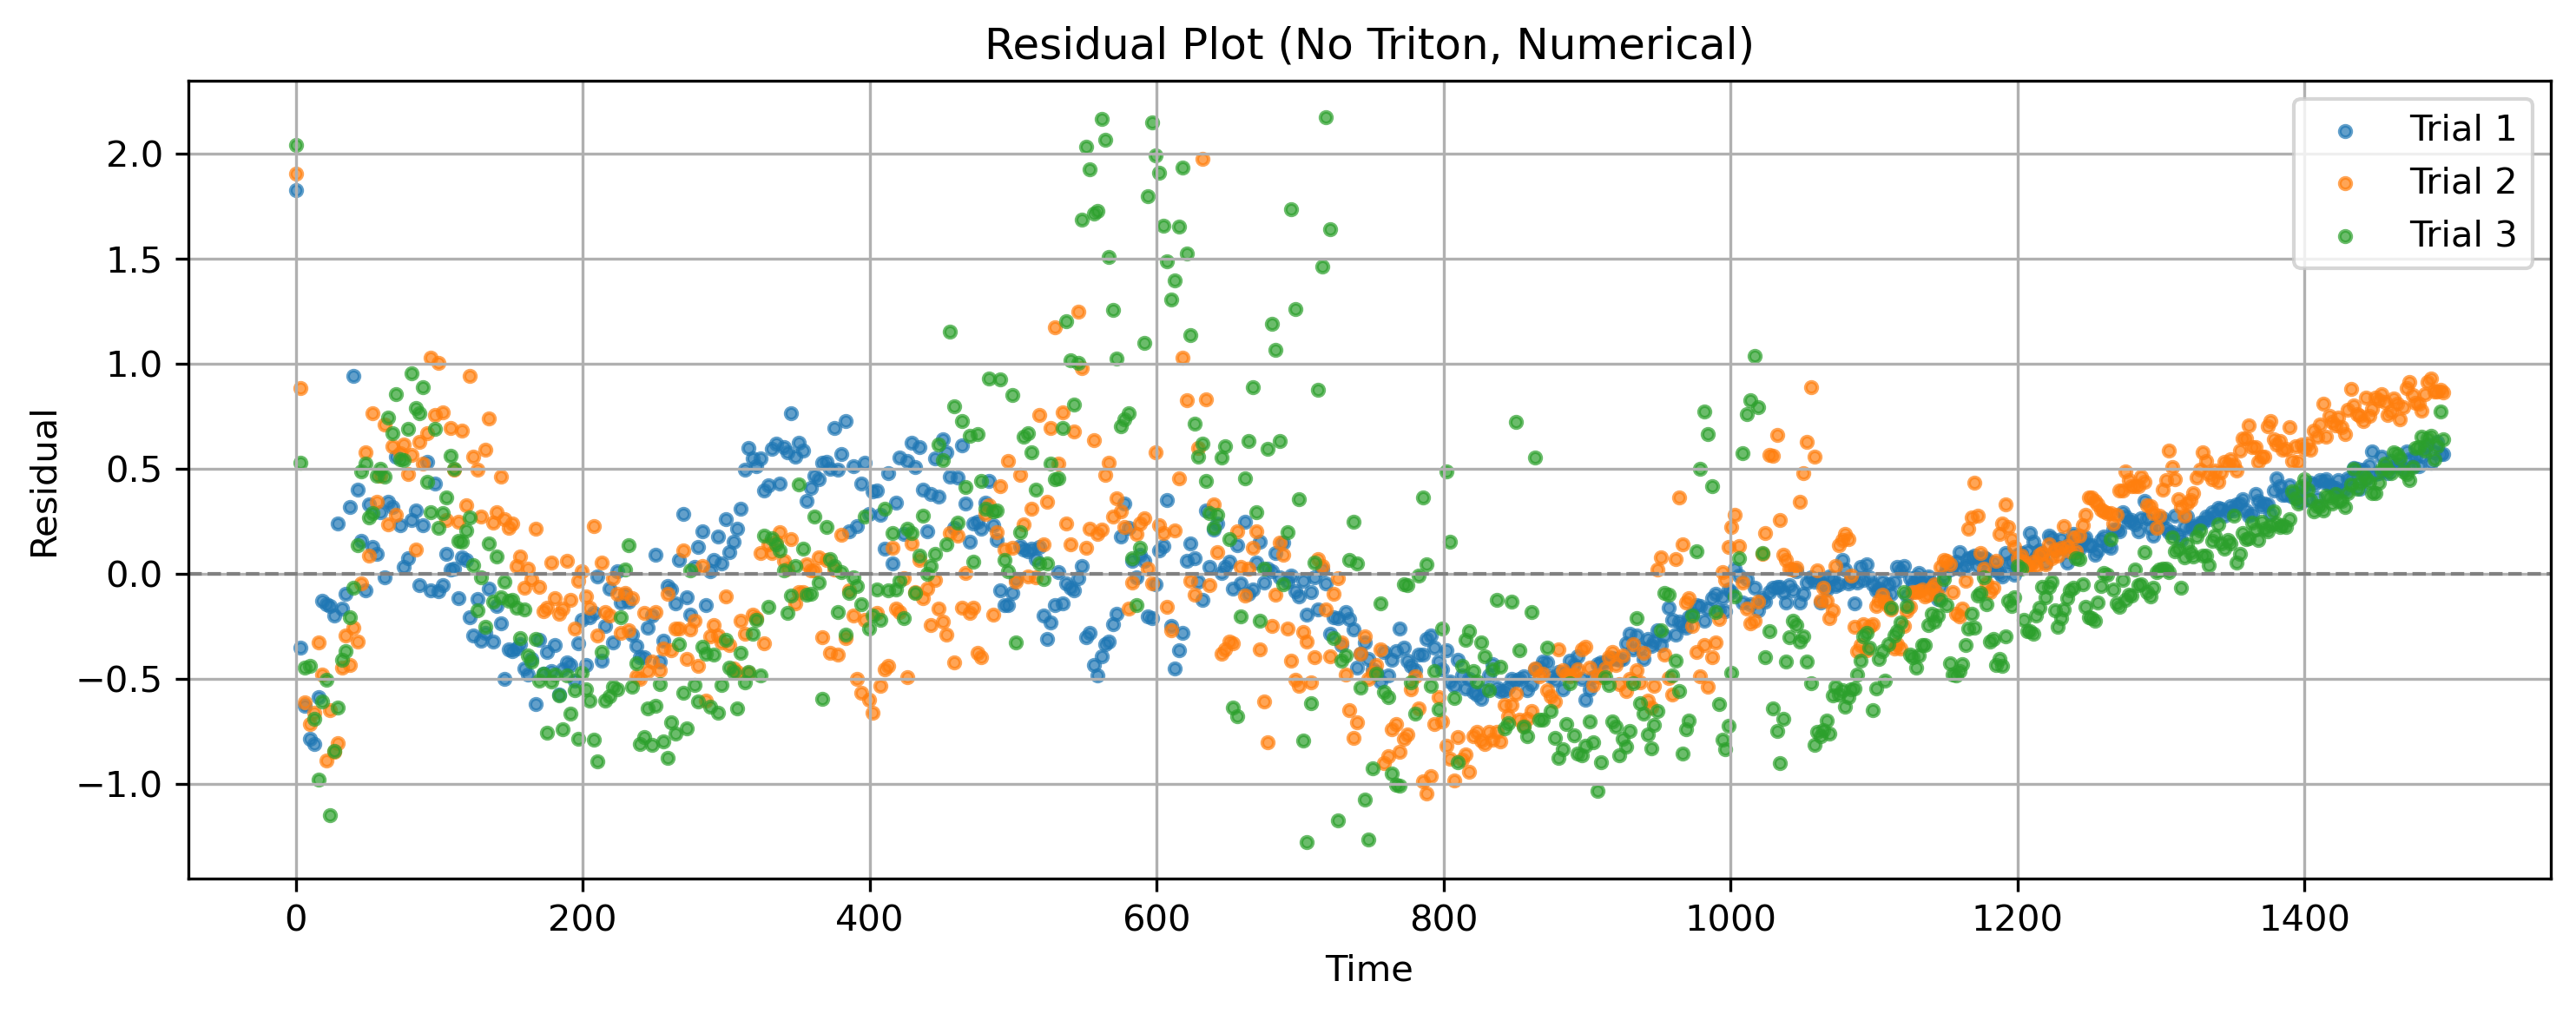 Residual Plot (No Triton, Numerical)
Trial 1
Trial 2
Trial 3
Residual
2.0
1.5
1.0
0.5
0.0
−0.5
−1.0
0 200 400 600 800 1000 1200 1400
Time